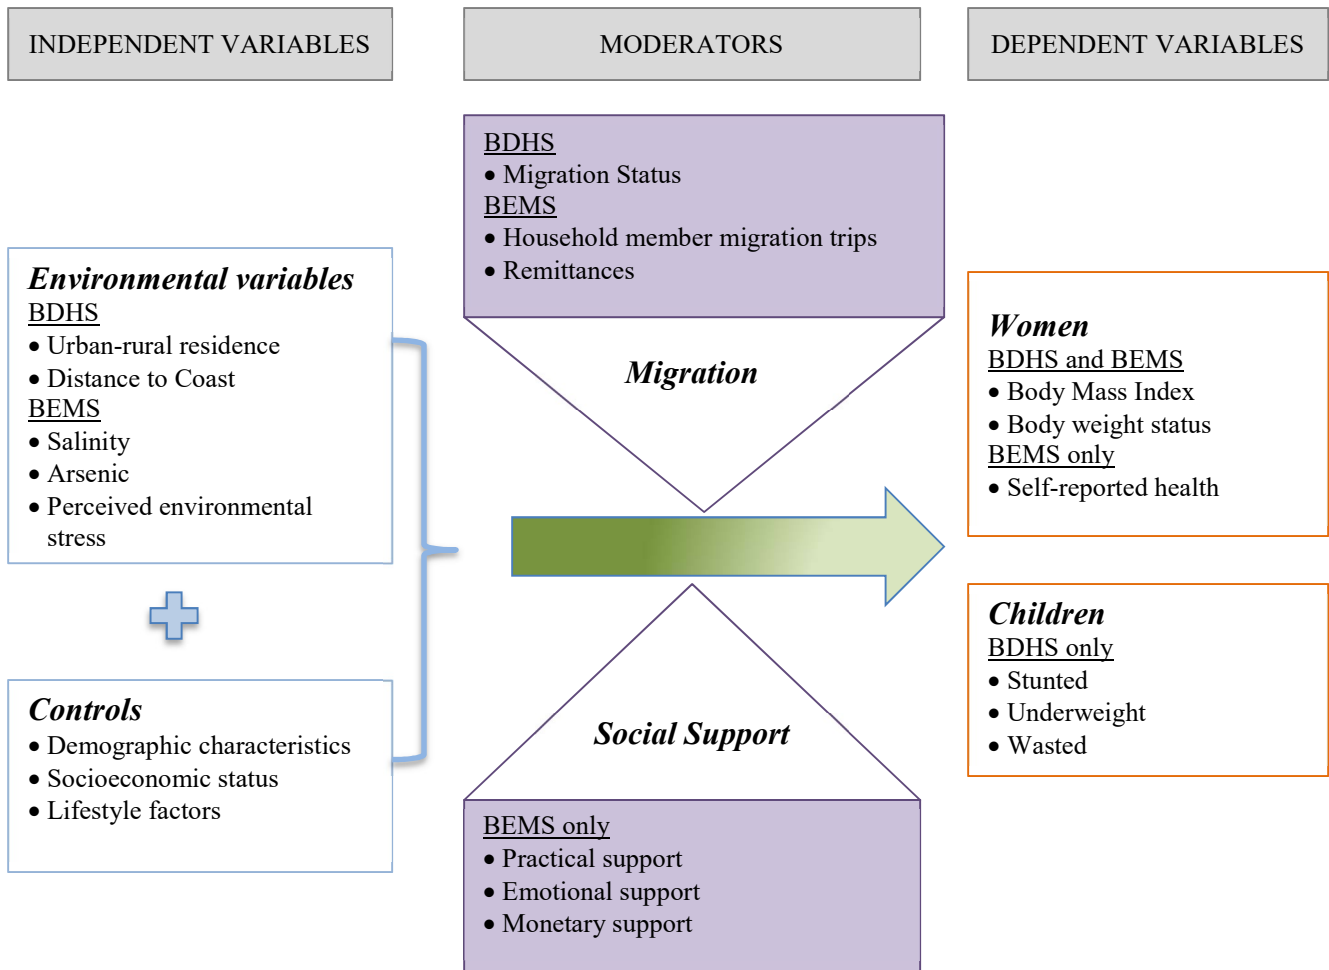 INDEPENDENT VARIABLES
MODERATORS
DEPENDENT VARIABLES
Environmental variables
BDHS
• Urban-rural residence
• Distance to Coast
BEMS
• Salinity
• Arsenic
• Perceived environmental
stress
Controls
• Demographic characteristics
• Socioeconomic status
• Lifestyle factors
BDHS
• Migration Status
BEMS
• Household member migration trips
• Remittances
Migration
Social Support
BEMS only
• Practical support
• Emotional support
• Monetary support
Women
BDHS and BEMS
• Body Mass Index
• Body weight status
BEMS only
• Self-reported health
Children
BDHS only
• Stunted
• Underweight
• Wasted